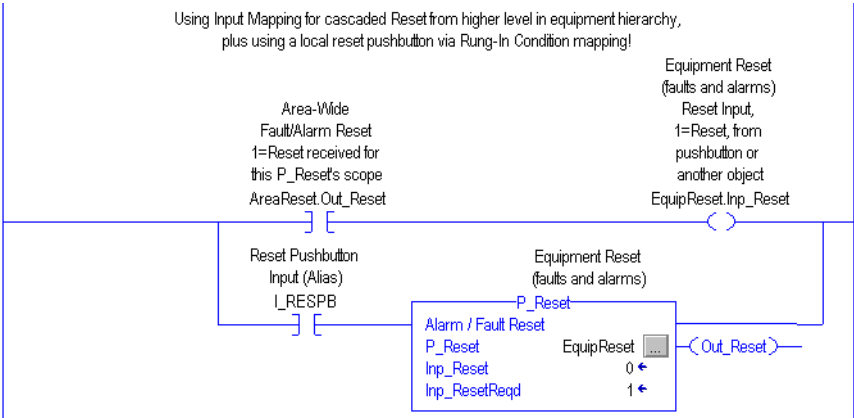 Using Input Mapping for cascaded Reset from higher level in equipment hierarchy,
plus using a local reset pushbutton via Rung-In Condition mapping!
Equipment Reset
(faults and alarms)
Reset Input,
1=Reset, from
pushbutton or
another object
EquipReset.Inp_Reset
Area-Wide
Fault/Alarm Reset
1=Reset received for
this P_Reset's scope
AreaReset.Out_Reset
Reset Pushbutton
Input (Alias)
I_RESPB
Equipment Reset
(faults and alarms)
P_Reset
Alarm / Fault Reset
P_Reset EquipReset ...
Inp_Reset 0
Inp_ResetReqd 1
Out_Reset